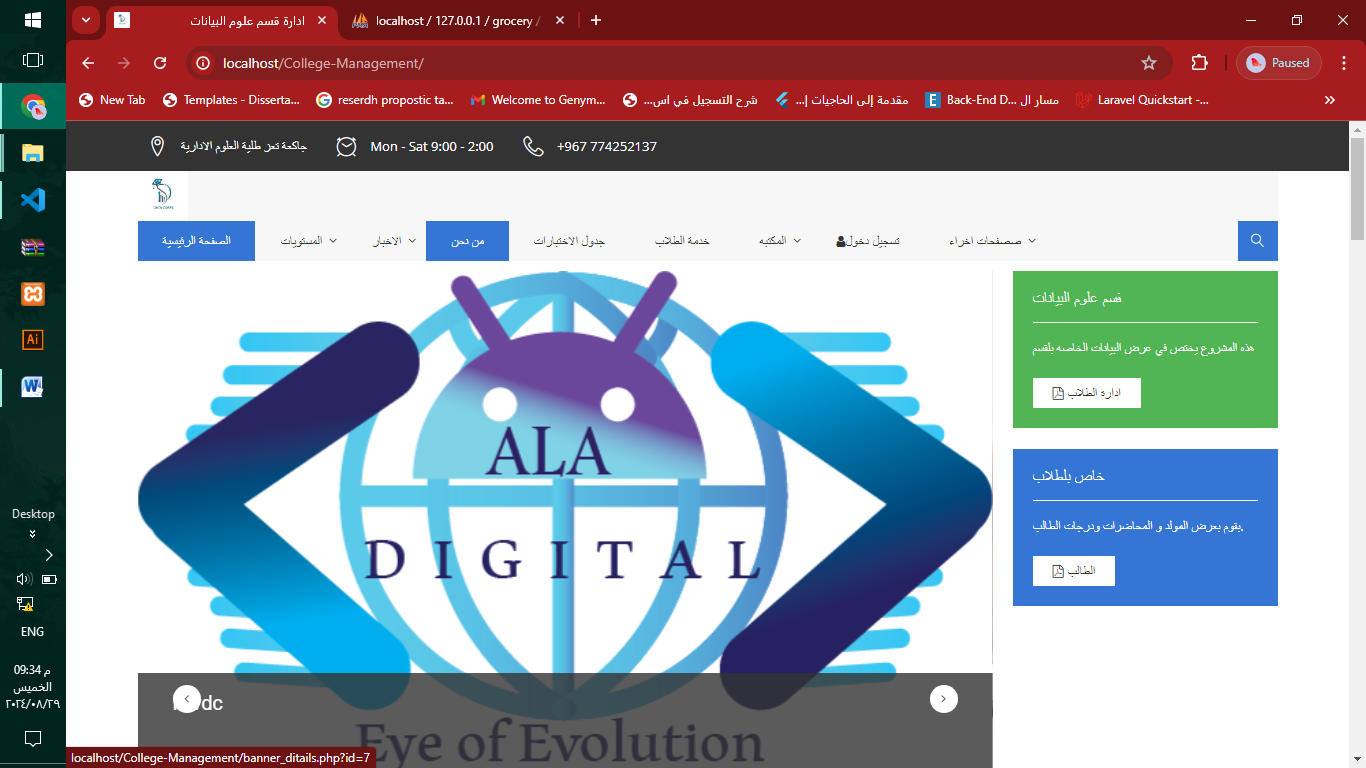 ادارة قسم علوم البيانات
localhost / 127.0.0.1 / grocery /
localhost/College-Management/
Paused
New Tab
Templates - Disserta...
reserdh propostic ta...
Welcome to Genym...
شرح التسجيل في اس...
مقدمة إلى الحاجيات إ...
Back-End D... مسار ال
Laravel Quickstart -...
جاكعة تعز طلية العلوم الادارية
Mon - Sat 9:00 - 2:00
+967 774252137
الصفحة الرئيسية
المستويات
الاخبار
من نحن
جدول الاختبارات
خدمة الطلاب
المكتبه
تسجيل دخول
صصفحات اخراء
ALA
DIGITAL
Eye of Evolution
قسم علوم البيانات
هذه المشروع يختص في عرض البيانات الخاصه بلقسم
ادارة الطلاب
خاص بلطلاب
يقوم بعرض المولد و المحاضرات ودرجات الطالب.
الطالب
Desktop
ENG
09:34 م
الخميس
٢٠٢٤/٠٨/٢٩
localhost/College-Management/banner_ditails.php?id=7